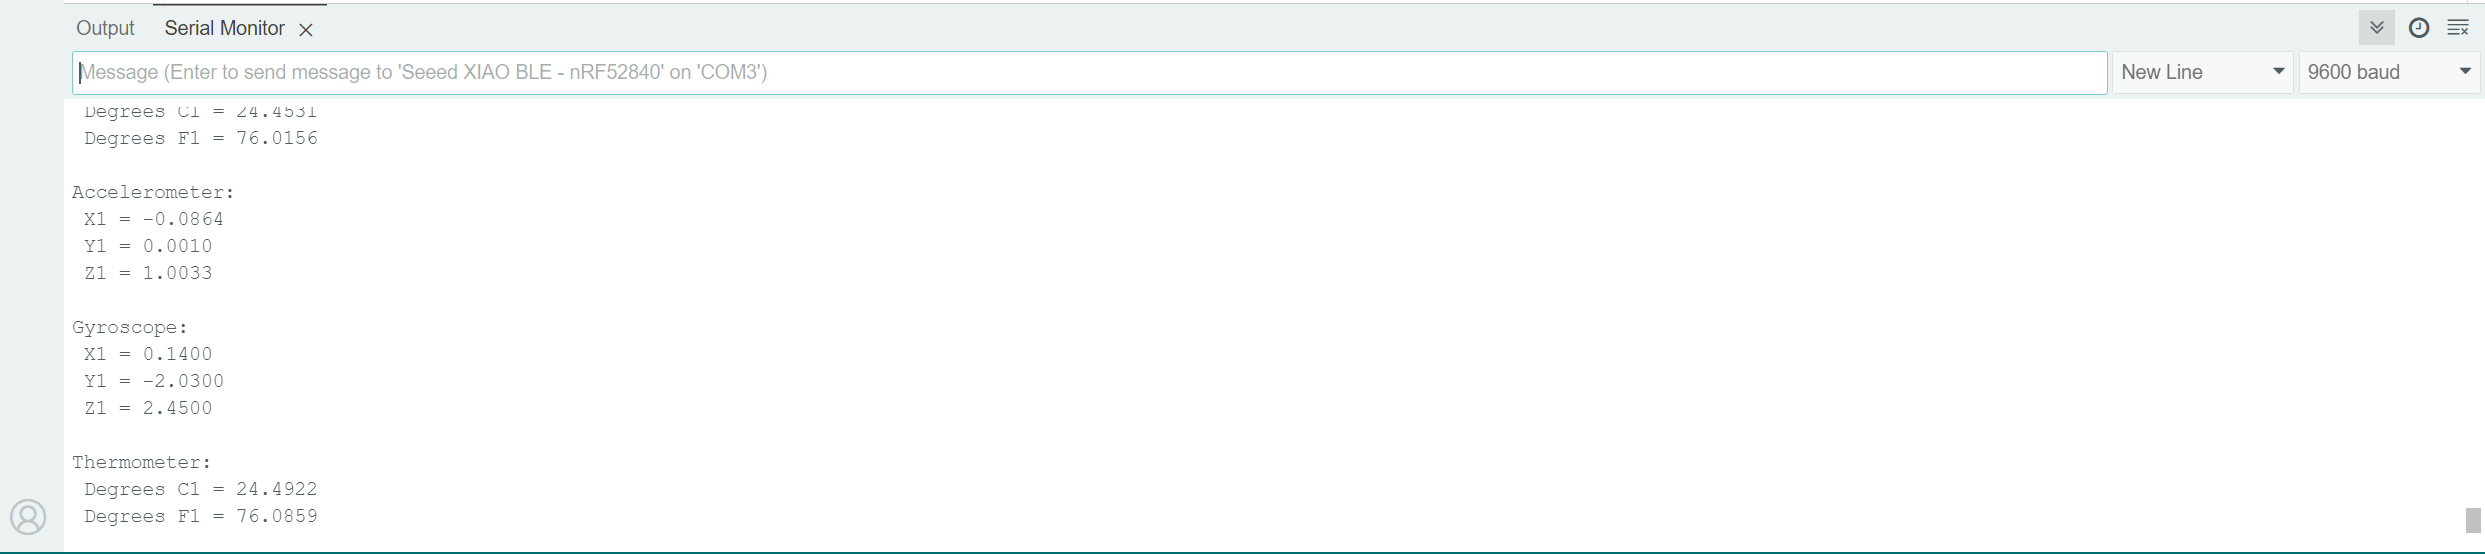 Output
Serial Monitor
Message (Enter to send message to 'Seeed XIAO BLE - nRF52840' on 'COM3')
New Line
9600 baud
Degrees C1 = 24.4531
Degrees F1 = 76.0156
Accelerometer:
X1 = -0.0864
Y1 = 0.0010
Z1 = 1.0033
Gyroscope:
X1 = 0.1400
Y1 = -2.0300
Z1 = 2.4500
Thermometer:
Degrees C1 = 24.4922
Degrees F1 = 76.0859